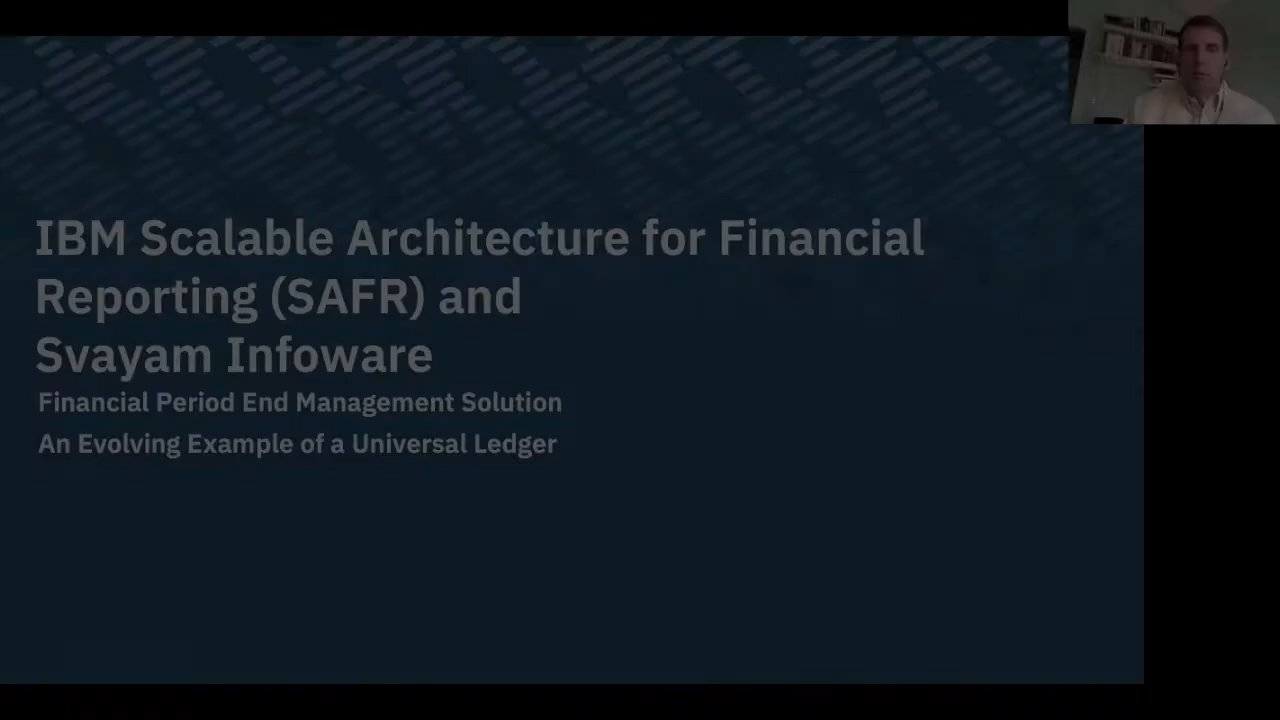 IBM Scalable Architecture for Financial
Reporting (SAFR) and
Svayam Infoware
Financial Period End Management Solution
An Evolving Example of a Universal Ledger